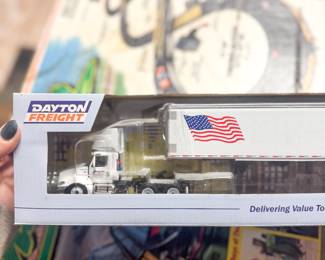 DAYTON
FREIGHT
Delivering Value To